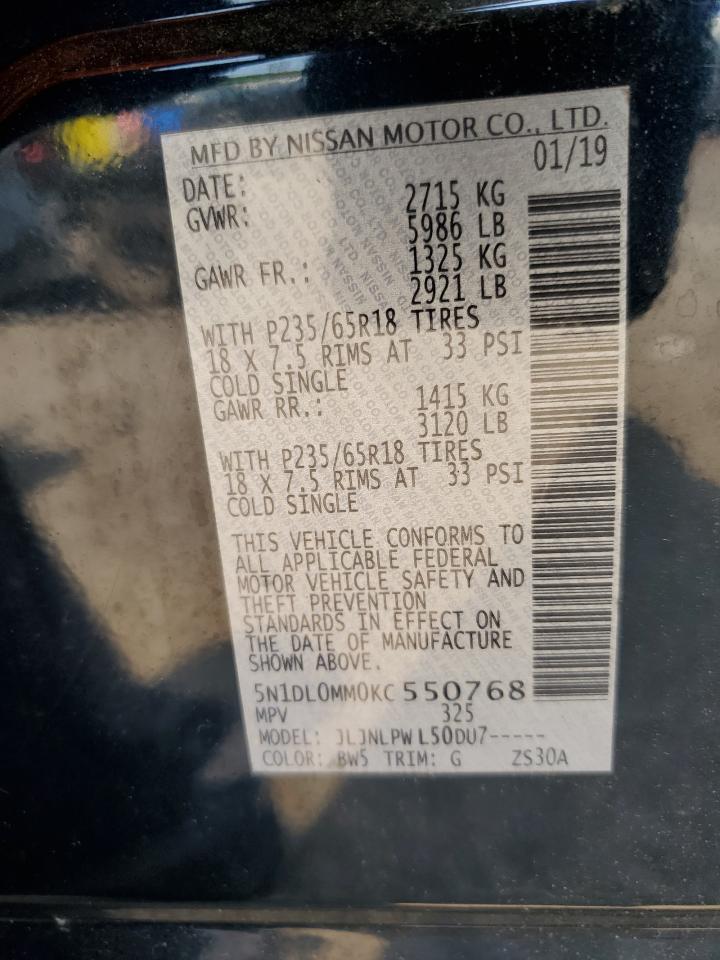 MFD BY NISSAN MOTOR CO., LTD.
DATE: 01/19
GVWR: 2715 KG
5986 LB
GAWR FR.: 1325 KG
2921 LB
WITH P235/65R18 TIRES
18 X 7.5 RIMS AT 33 PSI
COLD SINGLE
GAWR RR.: 1415 KG
3120 LB
WITH P235/65R18 TIRES
18 X 7.5 RIMS AT 33 PSI
COLD SINGLE
THIS VEHICLE CONFORMS TO
ALL APPLICABLE FEDERAL
MOTOR VEHICLE SAFETY AND
THEFT PREVENTION
STANDARDS IN EFFECT ON
THE DATE OF MANUFACTURE
SHOWN ABOVE.
5N1DL0MM0KC 550768
MPV 325
MODEL: JLJNLPW L50DU7-----
COLOR: BW5 TRIM: G ZS30A